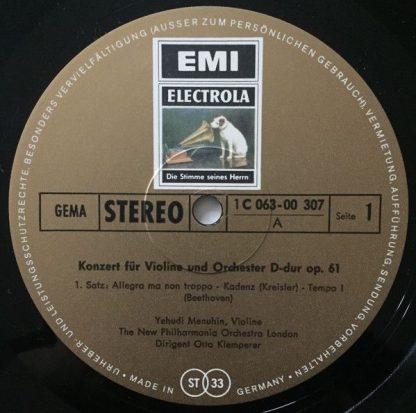 URHEBER- UND LEISTUNGSSCHUTZRECHTE, BESONDERS VERVIELFÄLTIGUNG (AUSSER ZUM PERSÖNLICHEN GEBRAUCH), VERMIETUNG, AUFFÜHRUNG, SENDUNG VORBEHALTEN •
EMI
ELECTROLA
Die Stimme seines Herrn
GEMA STEREO 1 C 063-00 307 Seite 1
A
Konzert für Violine und Orchester D-dur op. 61
1. Satz: Allegra ma non troppo - Kadenz (Kreisler) - Tempo I
(Beethoven)
Yehudi Menuhin, Violine
The New Philharmonia Orchestra London
Dirigent Otto Klemperer
• MADE IN ST 33 GERMANY •